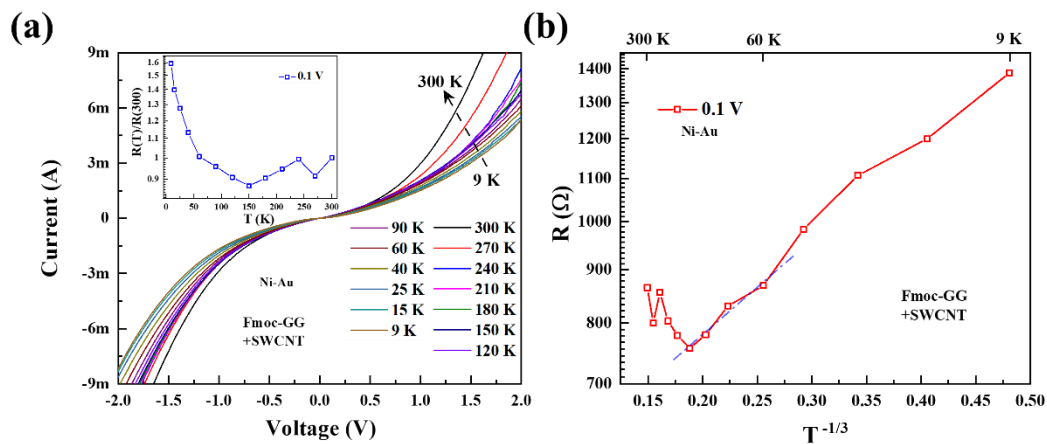 (a)
9m
6m
3m
0
-3m
-6m
-9m
Current (A)
-2.0 -1.5 -1.0 -0.5 0.0 0.5 1.0 1.5 2.0
Voltage (V)
1.6
1.5
1.4
1.3
1.2
1.1
1
0.9
R(T)/R(300)
0 50 100 150 200 250 300
T (K)
0.1 V
300 K
9 K
Ni-Au
Fmoc-GG
+SWCNT
90 K 300 K
60 K 270 K
40 K 240 K
25 K 210 K
15 K 180 K
9 K 150 K
120 K
(b)
300 K 60 K 9 K
1400
1300
1200
1100
1000
900
800
700
R (Ω)
0.15 0.20 0.25 0.30 0.35 0.40 0.45 0.50
T -1/3
0.1 V
Ni-Au
Fmoc-GG
+SWCNT